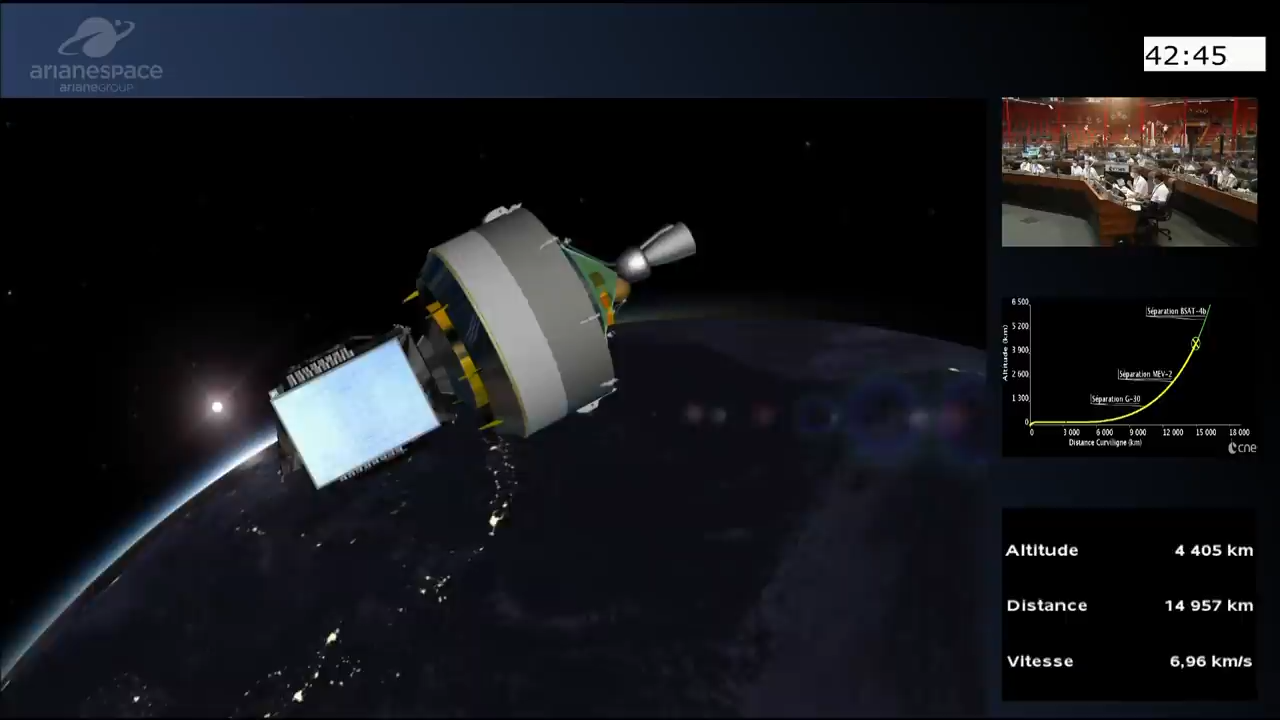 arianespace
arianeGROUP
42:45
6 500
5 200
3 900
2 600
1 300
0
Altitude (km)
Séparation BSAT-4b
Séparation MEV-2
Séparation G-30
0
3 000
6 000
9 000
12 000
15 000
18 000
Distance Curviligne (km)
cne
Altitude 4 405 km
Distance 14 957 km
Vitesse 6,96 km/s